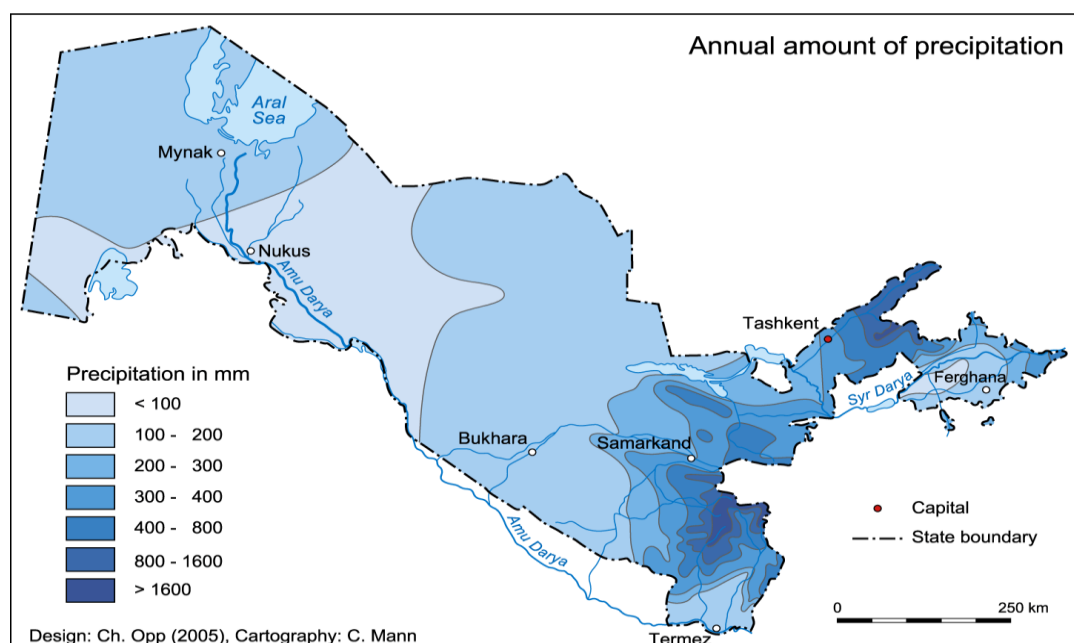 Annual amount of precipitation
Aral
Sea
Mynak
Nukus
Amu Darya
Tashkent
Syr Darya
Ferghana
Bukhara
Samarkand
Amu Darya
Termez
Precipitation in mm
< 100
100 - 200
200 - 300
300 - 400
400 - 800
800 - 1600
> 1600
Capital
State boundary
0 250 km
Design: Ch. Opp (2005), Cartography: C. Mann